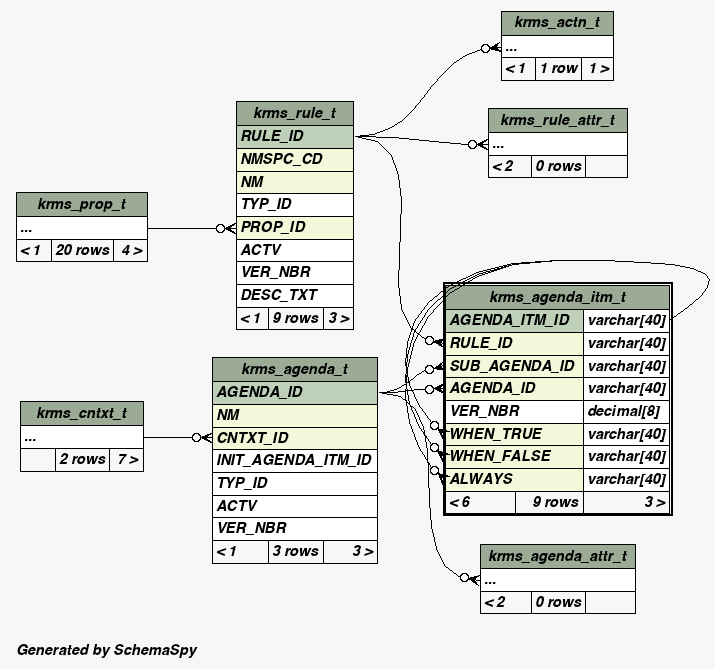 krms_actn_t
...
< 1 1 row 1 >
krms_rule_attr_t
...
< 2 0 rows
krms_rule_t
RULE_ID
NMSPC_CD
NM
TYP_ID
PROP_ID
ACTV
VER_NBR
DESC_TXT
< 1 9 rows 3 >
krms_prop_t
...
< 1 20 rows 4 >
krms_agenda_itm_t
AGENDA_ITM_ID varchar[40]
RULE_ID varchar[40]
SUB_AGENDA_ID varchar[40]
AGENDA_ID varchar[40]
VER_NBR decimal[8]
WHEN_TRUE varchar[40]
WHEN_FALSE varchar[40]
ALWAYS varchar[40]
< 6 9 rows 3 >
krms_agenda_t
AGENDA_ID
NM
CNTXT_ID
INIT_AGENDA_ITM_ID
TYP_ID
ACTV
VER_NBR
< 1 3 rows 3 >
krms_cntxt_t
...
2 rows 7 >
krms_agenda_attr_t
...
< 2 0 rows
Generated by SchemaSpy